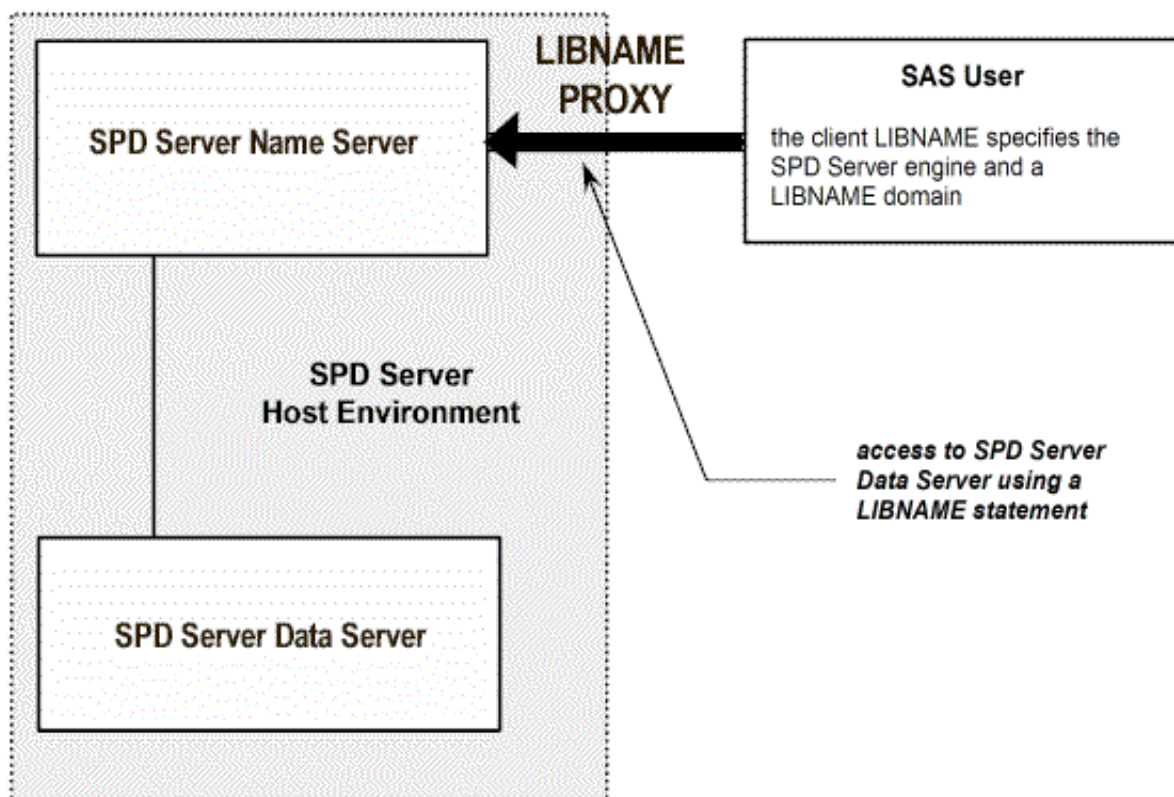 LIBNAME
PROXY
SPD Server Name Server
SAS User
the client LIBNAME specifies the
SPD Server engine and a
LIBNAME domain
SPD Server
Host Environment
access to SPD Server
Data Server using a
LIBNAME statement
SPD Server Data Server